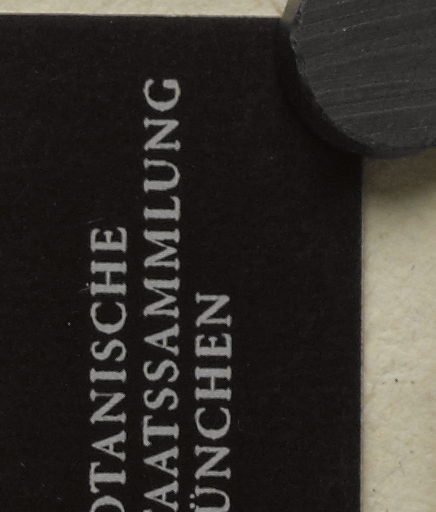 OTANISCHE
TAATSSAMMLUNG
ÜNCHEN